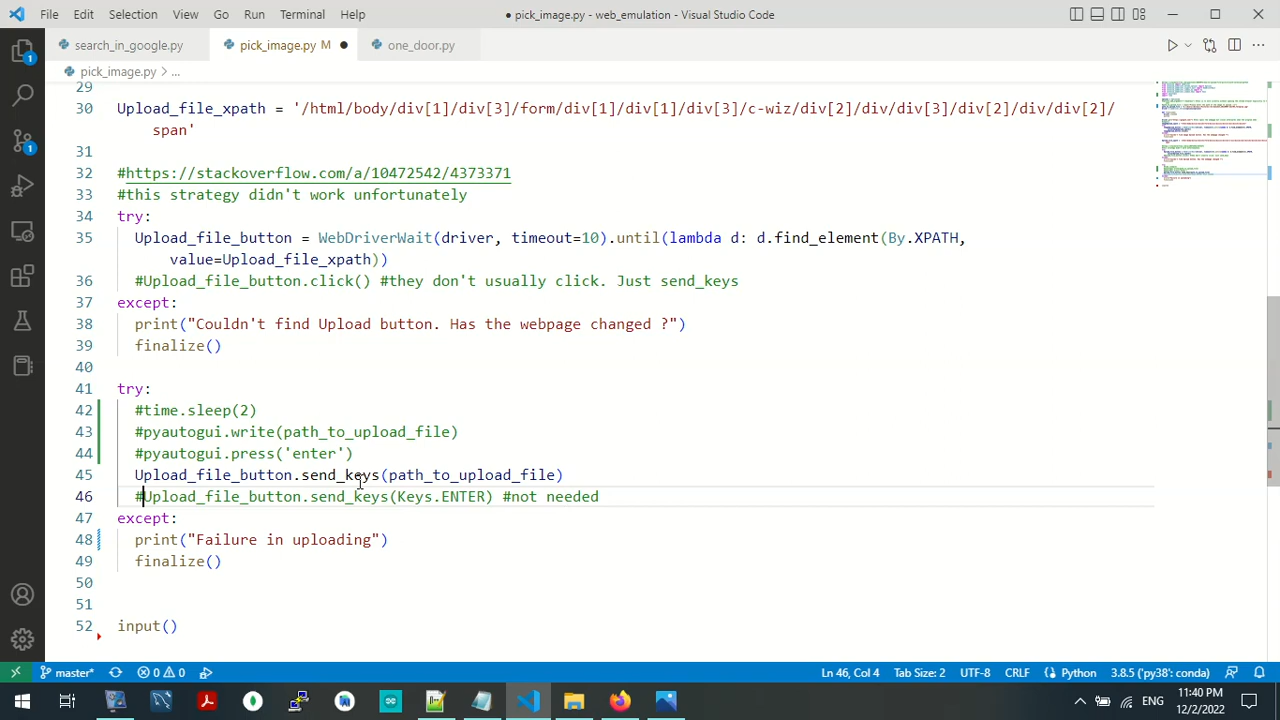 File Edit Selection View Go Run Terminal Help
● pick_image.py - web_emulation - Visual Studio Code
search_in_google.py
pick_image.py M ●
one_door.py
pick_image.py > ...
29
30 Upload_file_xpath = '/html/body/div[1]/div[1]/form/div[1]/div[1]/div[3]/c-wiz/div[2]/div/div[3]/div[2]/div/div[2]/
span'
31
32 #https://stackoverflow.com/a/10472542/4373371
33 #this strategy didn't work unfortunately
34 try:
35 Upload_file_button = WebDriverWait(driver, timeout=10).until(lambda d: d.find_element(By.XPATH,
value=Upload_file_xpath))
36 #Upload_file_button.click() #they don't usually click. Just send_keys
37 except:
38 print("Couldn't find Upload button. Has the webpage changed ?")
39 finalize()
40
41 try:
42 #time.sleep(2)
43 #pyautogui.write(path_to_upload_file)
44 #pyautogui.press('enter')
45 Upload_file_button.send_keys(path_to_upload_file)
46 #Upload_file_button.send_keys(Keys.ENTER) #not needed
47 except:
48 print("Failure in uploading")
49 finalize()
50
51
52 input()
1
1
master* 0 0 Ln 46, Col 4 Tab Size: 2 UTF-8 CRLF Python 3.8.5 ('py38': conda)
ENG
11:40 PM
12/2/2022